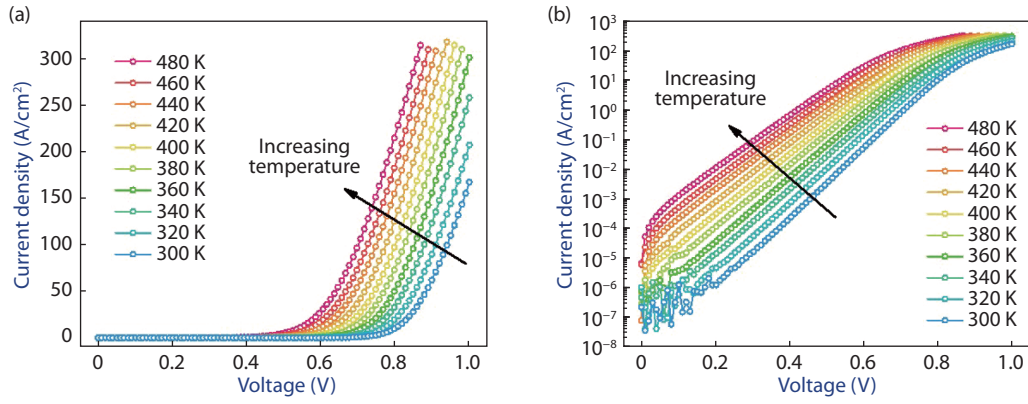 (a)
Current density (A/cm²)
300
250
200
150
100
50
0
480 K
460 K
440 K
420 K
400 K
380 K
360 K
340 K
320 K
300 K
Increasing
temperature
0 0.2 0.4 0.6 0.8 1.0
Voltage (V)
(b)
Current density (A/cm²)
10³
10²
10¹
10⁰
10⁻¹
10⁻²
10⁻³
10⁻⁴
10⁻⁵
10⁻⁶
10⁻⁷
10⁻⁸
Increasing
temperature
480 K
460 K
440 K
420 K
400 K
380 K
360 K
340 K
320 K
300 K
0 0.2 0.4 0.6 0.8 1.0
Voltage (V)